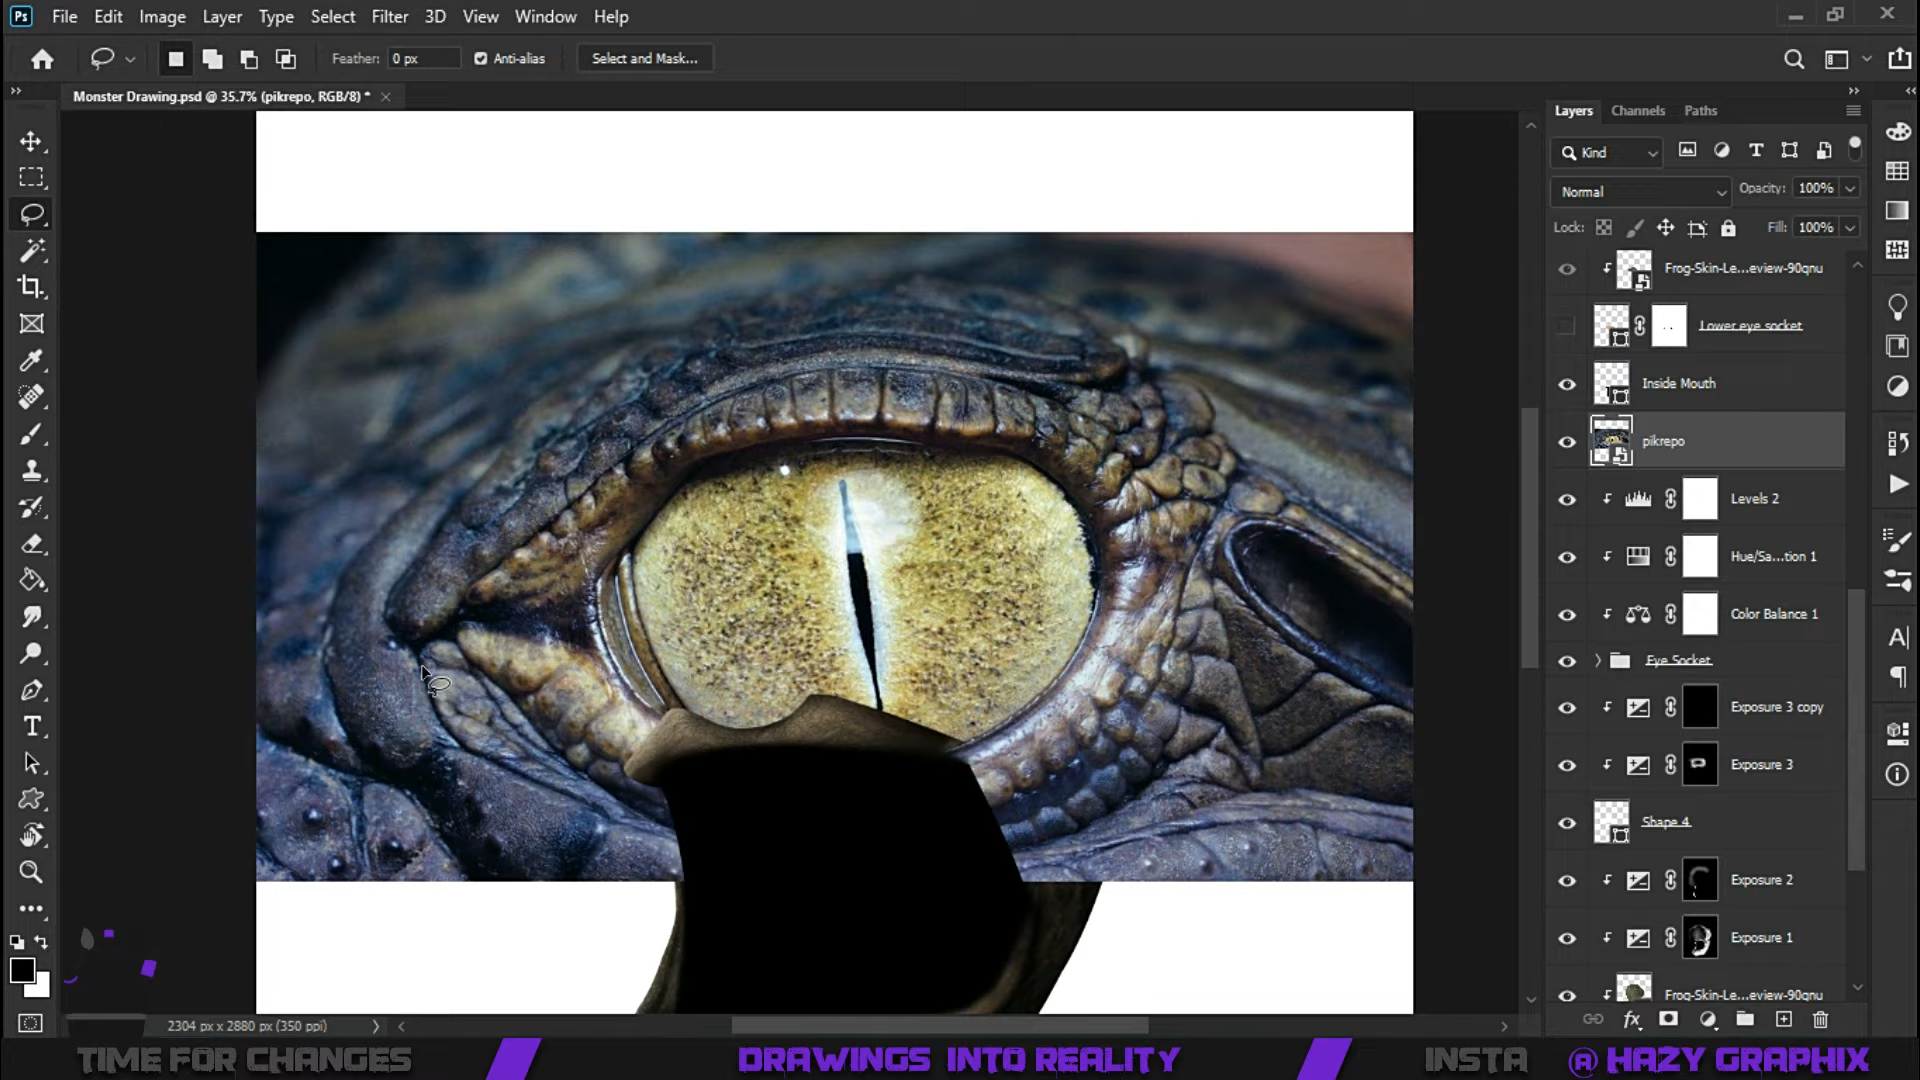 Ps File Edit Image Layer Type Select Filter 3D View Window Help
Feather: 0 px Anti-alias Select and Mask...
Monster Drawing.psd @ 35.7% (pikrepo, RGB/8) *
Layers Channels Paths
Kind
Normal Opacity: 100%
Lock: Fill: 100%
Frog-Skin-Le...eview-90qnu
Lower eye socket
Inside Mouth
pikrepo
Levels 2
Hue/Sa...tion 1
Color Balance 1
Eye Socket
Exposure 3 copy
Exposure 3
Shape 4
Exposure 2
Exposure 1
Frog-Skin-Le...eview-90qnu
2304 px x 2880 px (350 ppi)
TIME FOR CHANGES DRAWINGS INTO REALITY INSTA @ HAZY GRAPHIX